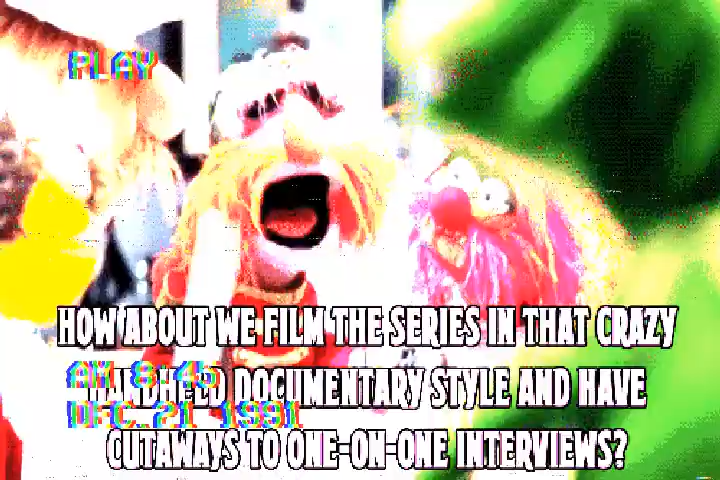 PLAY
HOW ABOUT WE FILM THE SERIES IN THAT CRAZY
HANDHELD DOCUMENTARY STYLE AND HAVE
CUTAWAYS TO ONE-ON-ONE INTERVIEWS?
AM 8:45
DEC.21 1991